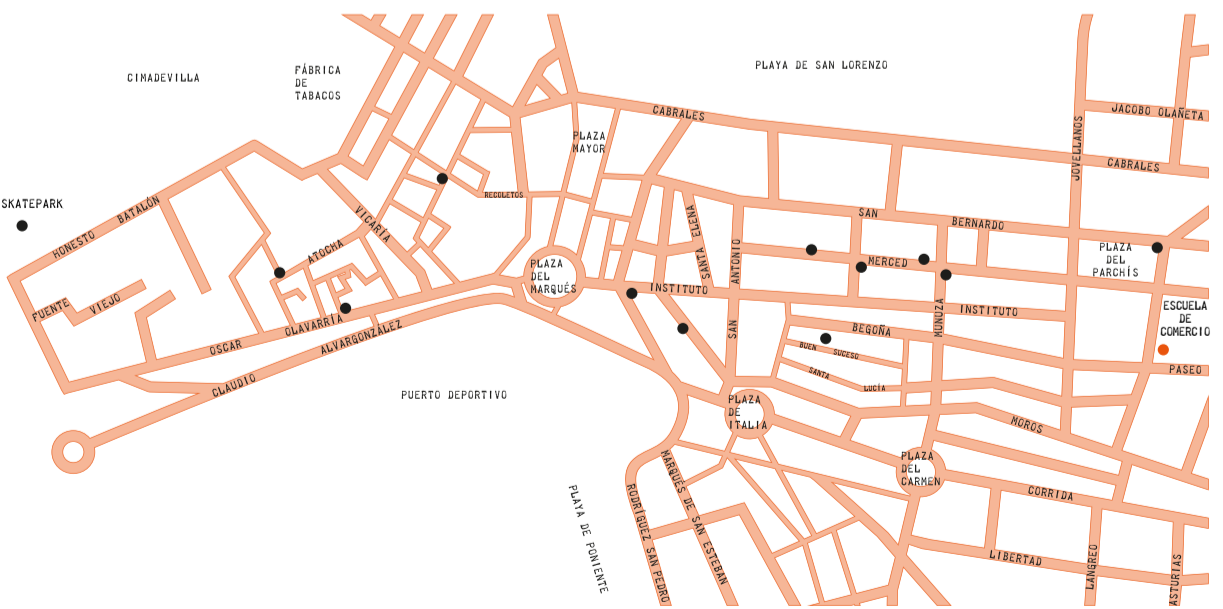 CIMADEVILLA
FÁBRICA
DE
TABACOS
PLAYA DE SAN LORENZO
CABRALES
JACOBO OLAÑETA
PLAZA
MAYOR
JOVELLANOS
CABRALES
SKATEPARK
HONESTO BATALÓN
VICARÍA
RECOLETOS
SANTA ELENA
SAN BERNARDO
ATOCMA
ANTONIO
SAN
MERCED
PLAZA
DEL
PARCHÍS
PLAZA
DEL
MARQUÉS
FUENTE
VIEJO
INSTITUTO
INSTITUTO
MUNUZA
ESCUELA
DE
COMERCIO
OSCAR OLAVARRÍA
CLAUDIO ALVARGONZÁLEZ
BEGOÑA
BUEN SUCESO
SANTA LUCÍA
PASEO
PUERTO DEPORTIVO
PLAZA
DE
ITALIA
MOROS
PLAZA
DEL
CARMEN
CORRIDA
MARQUÉS DE SAN ESTEBAN
RODRÍGUEZ SAN PEDRO
PLAYA DE PONIENTE
LIBERTAD
LANGREO
ASTURIAS